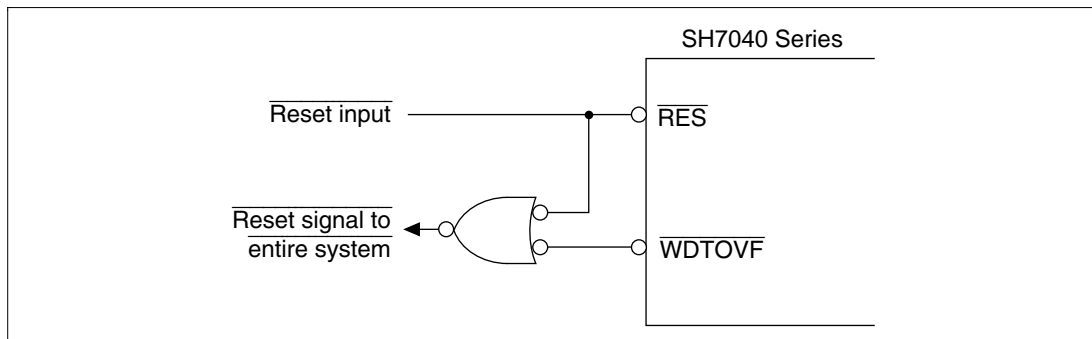 SH7040 Series
Reset input
RES
Reset signal to
entire system
WDTOVF